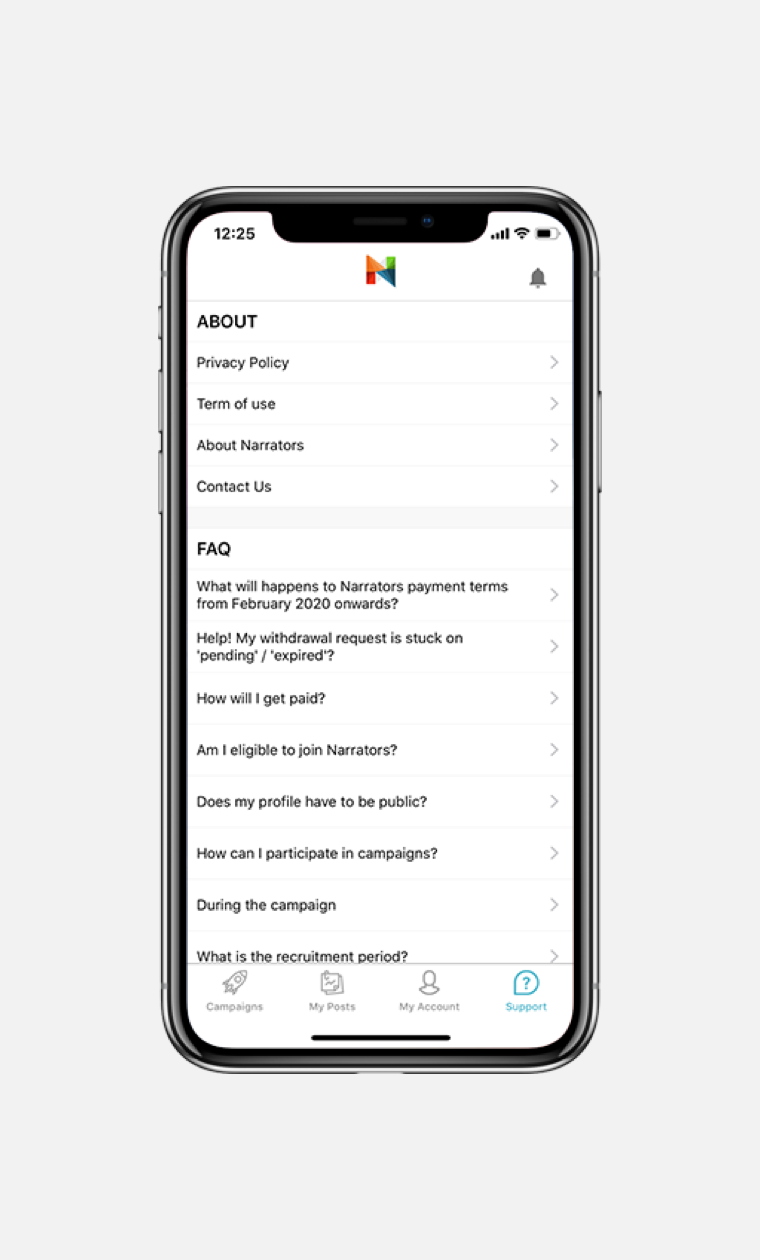 12:25
ABOUT
Privacy Policy
Term of use
About Narrators
Contact Us
FAQ
What will happens to Narrators payment terms
from February 2020 onwards?
Help! My withdrawal request is stuck on
'pending' / 'expired'?
How will I get paid?
Am I eligible to join Narrators?
Does my profile have to be public?
How can I participate in campaigns?
During the campaign
What is the recruitment period?
Campaigns
My Posts
My Account
Support